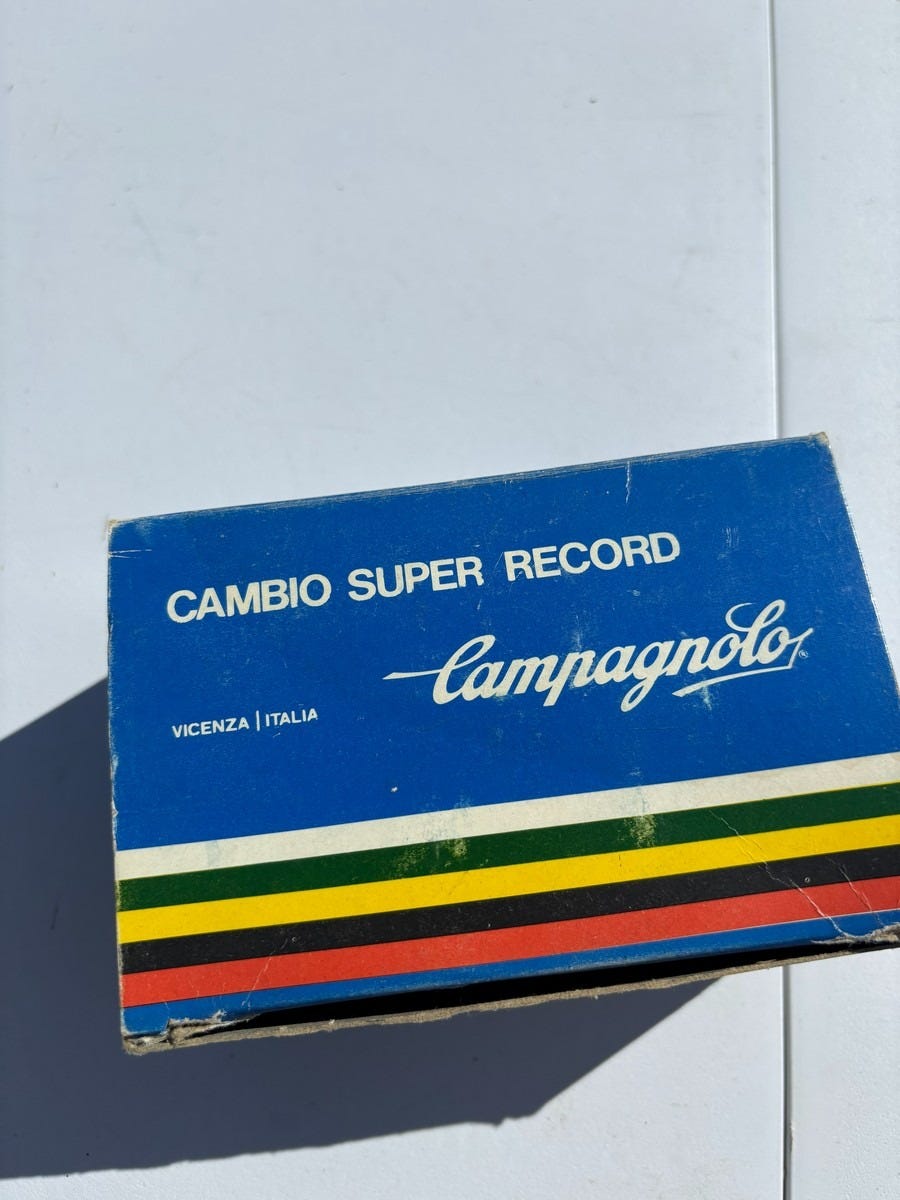 CAMBIO SUPER RECORD
Campagnolo
VICENZA | ITALIA